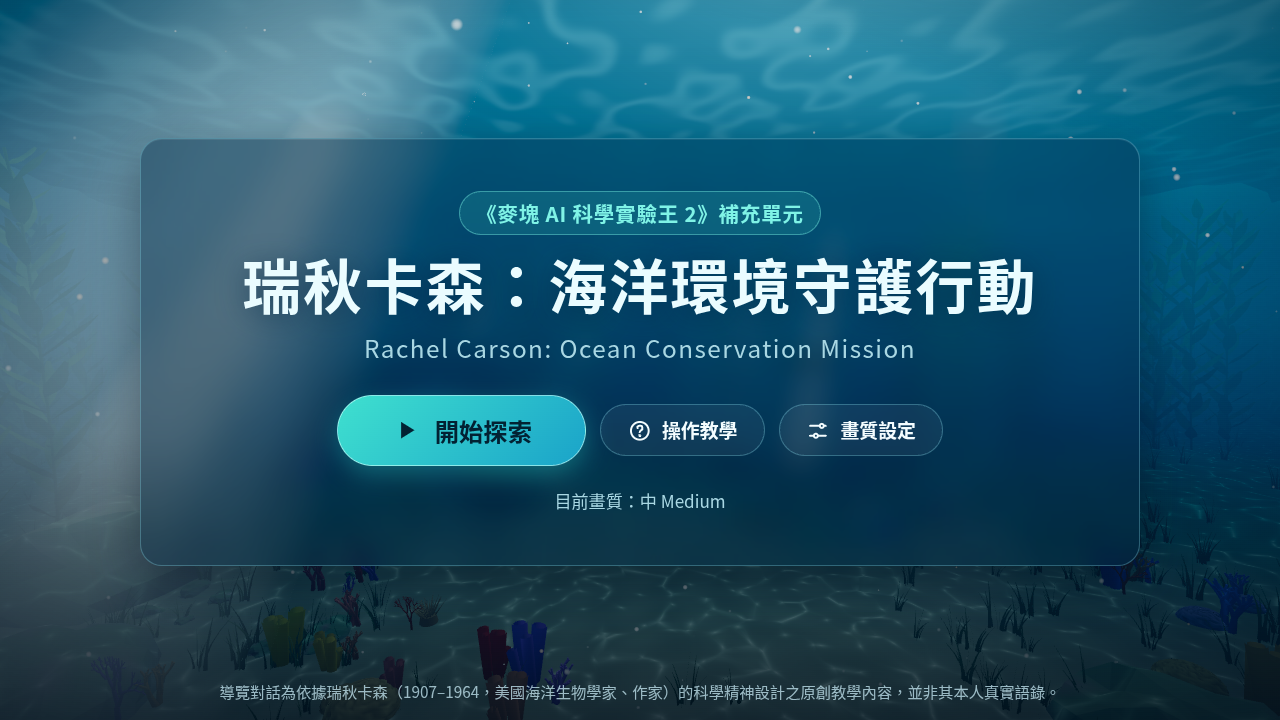 《麥塊 AI 科學實驗王 2》補充單元
瑞秋卡森：海洋環境守護行動
Rachel Carson: Ocean Conservation Mission
開始探索
操作教學
畫質設定
目前畫質：中 Medium
導覽對話為依據瑞秋卡森（1907–1964，美國海洋生物學家、作家）的科學精神設計之原創教學內容，並非其本人真實語錄。